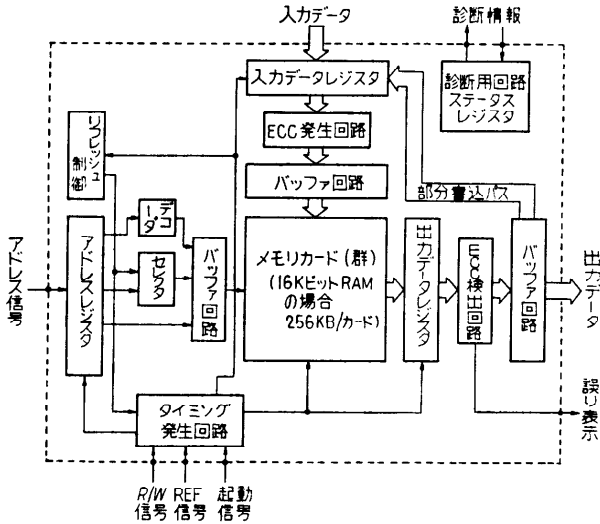 入力データ
診断情報
入力データレジスタ
診断用回路
ステータス
レジスタ
ECC発生回路
リフレッシュ
制御
バッファ回路
部分書込バス
デコ
ーダ
セレクタ
アドレス信号
アドレスレジスタ
バッファ回路
メモリカード(群)
(16KビットRAM
の場合
256KB/カード)
出力データレジスタ
ECC検出回路
バッファ回路
出力データ
タイミング
発生回路
誤り表示
R/W
信号
REF
信号
起動
信号